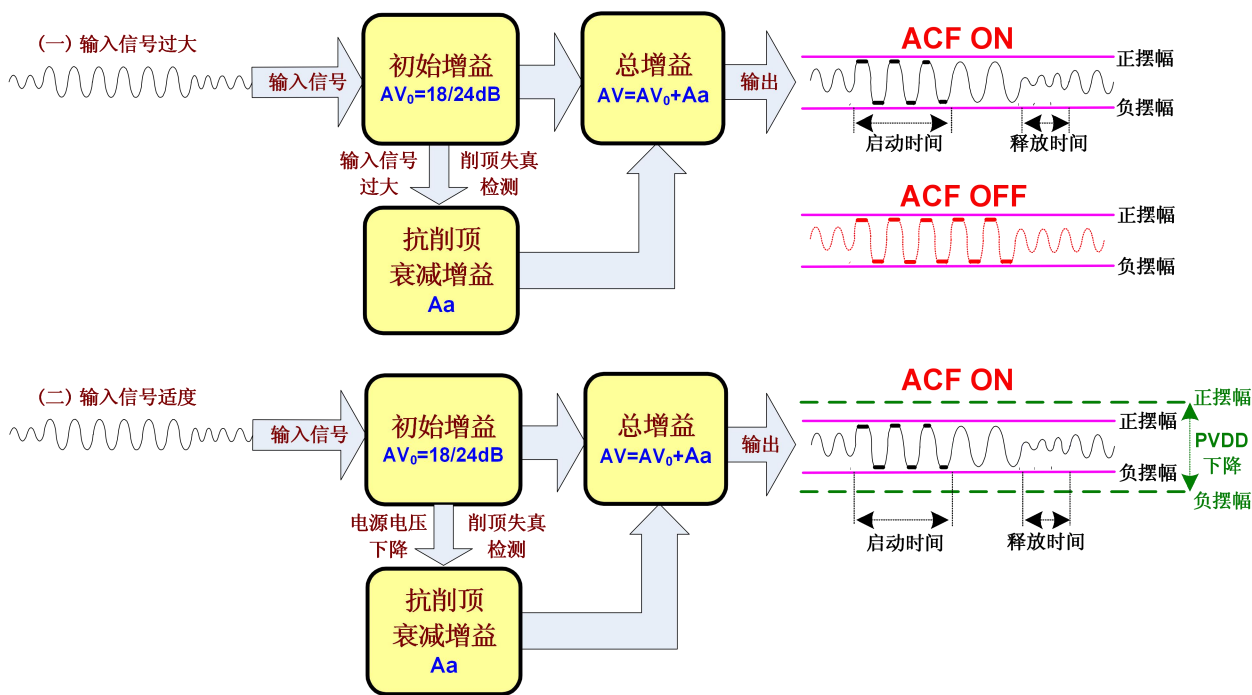 (一) 输入信号过大
输入信号
初始增益
AV₀=18/24dB
总增益
AV=AV₀+Aa
输出
ACF ON
正摆幅
负摆幅
启动时间
释放时间
输入信号
过大
削顶失真
检测
抗削顶
衰减增益
Aa
ACF OFF
正摆幅
负摆幅
(二) 输入信号适度
输入信号
初始增益
AV₀=18/24dB
总增益
AV=AV₀+Aa
输出
ACF ON
正摆幅
正摆幅
PVDD
下降
负摆幅
负摆幅
启动时间
释放时间
电源电压
下降
削顶失真
检测
抗削顶
衰减增益
Aa